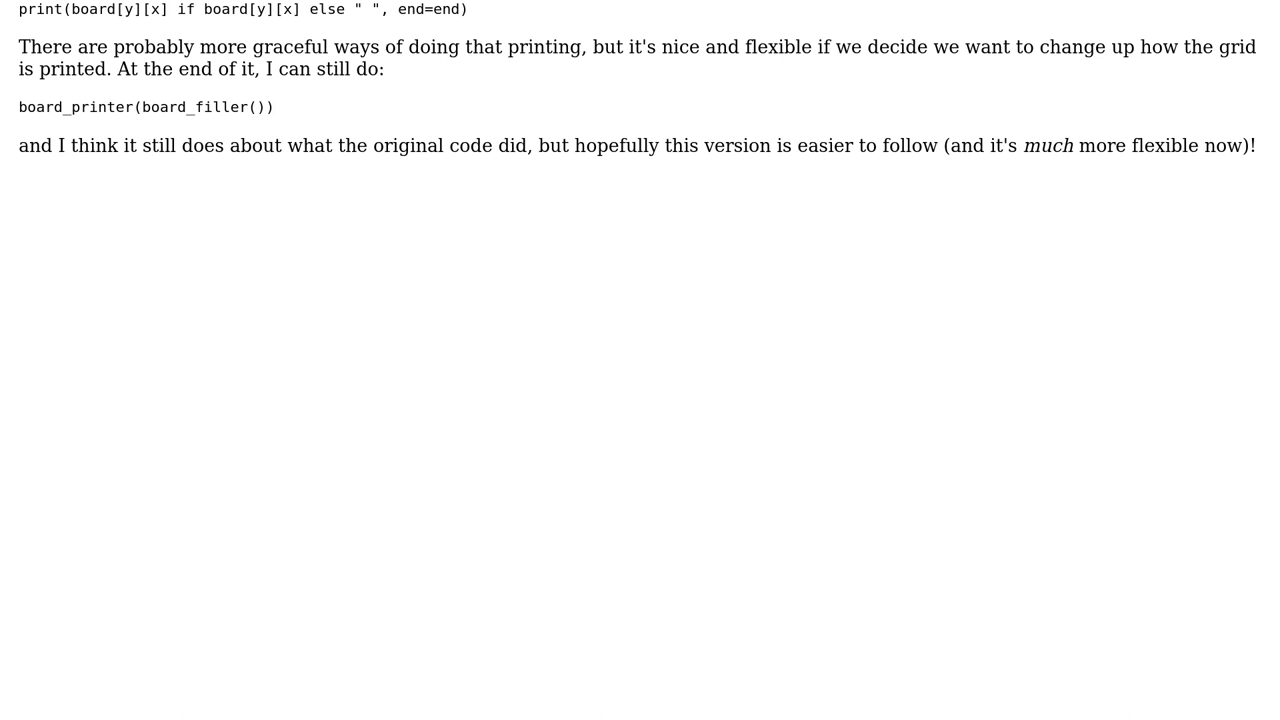 print(board[y][x] if board[y][x] else " ", end=end)
There are probably more graceful ways of doing that printing, but it's nice and flexible if we decide we want to change up how the grid
is printed. At the end of it, I can still do:
board_printer(board_filler())
and I think it still does about what the original code did, but hopefully this version is easier to follow (and it's much more flexible now)!